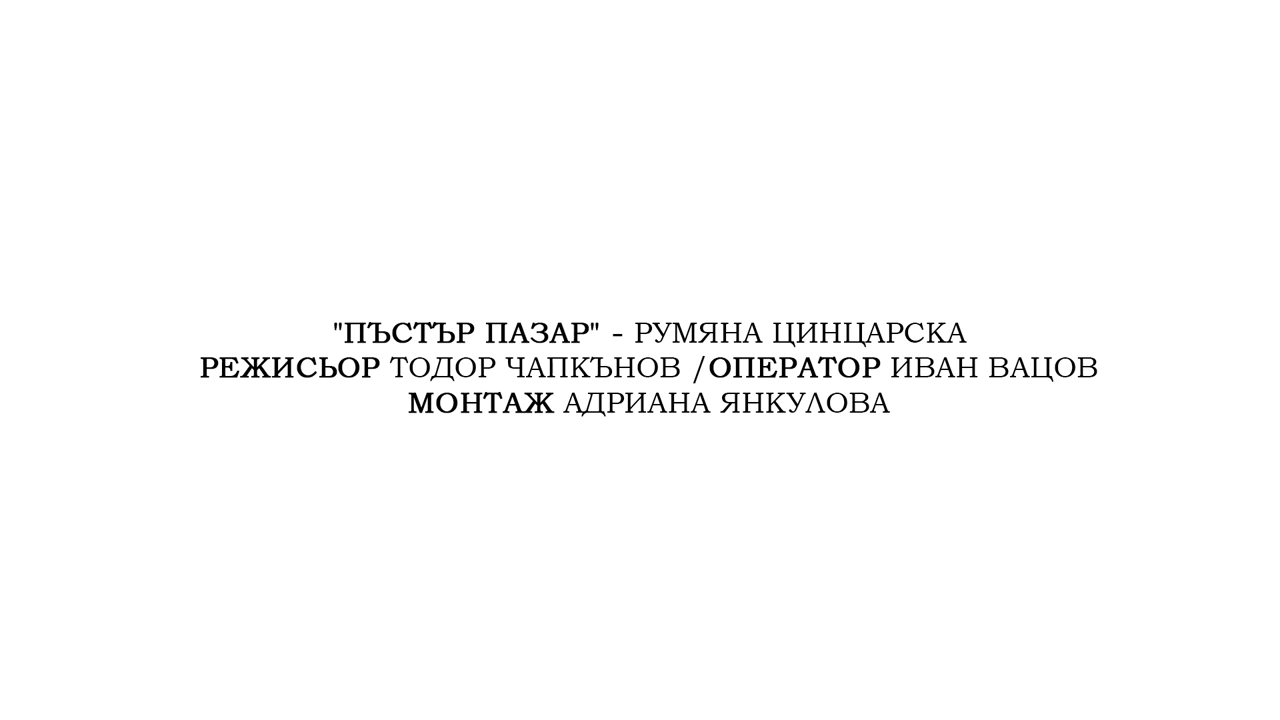 "ПЪСТЪР ПАЗАР" - РУМЯНА ЦИНЦАРСКА
РЕЖИСЬОР ТОДОР ЧАПКЪНОВ /ОПЕРАТОР ИВАН ВАЦОВ
МОНТАЖ АДРИАНА ЯНКУЛОВА